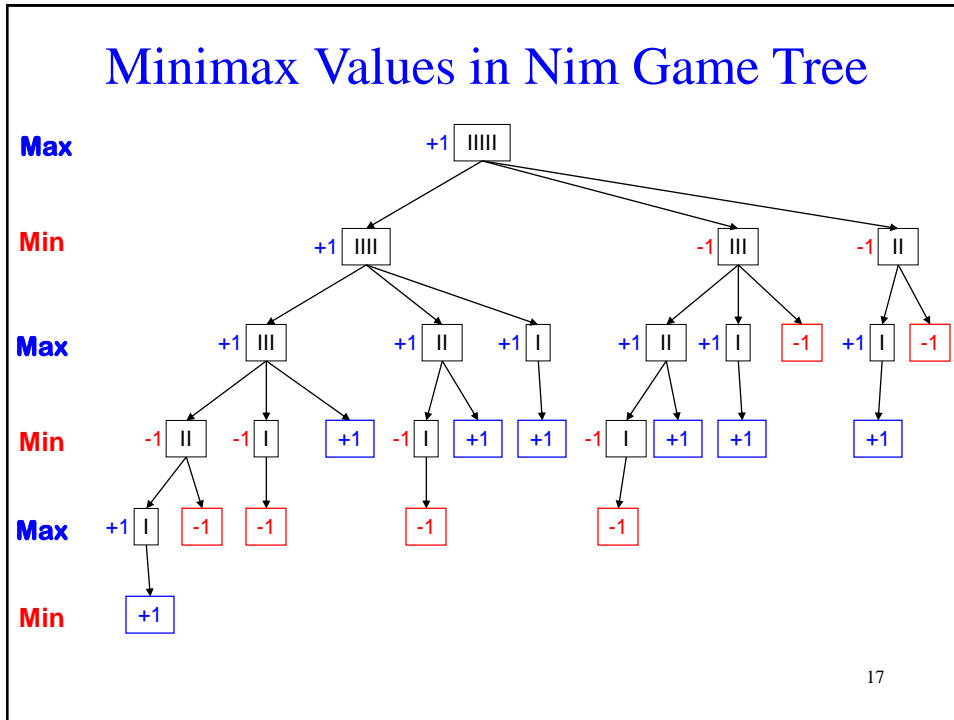 Minimax Values in Nim Game Tree
Max +1 IIIII
Min +1 IIII -1 III -1 II
Max +1 III +1 II +1 I +1 II +1 I -1 +1 I -1
Min -1 II -1 I +1 -1 I +1 +1 -1 I +1 +1 +1
Max +1 I -1 -1 -1 -1
Min +1
17